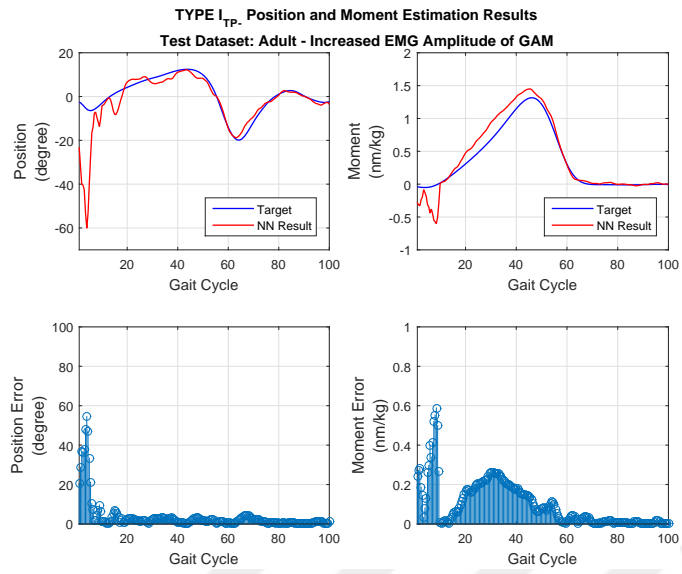 TYPE I_TP- Position and Moment Estimation Results
Test Dataset: Adult - Increased EMG Amplitude of GAM
20
0
-20
-40
-60
Position
(degree)
20 40 60 80 100
Gait Cycle
Target
NN Result
2
1.5
1
0.5
0
-0.5
-1
Moment
(nm/kg)
20 40 60 80 100
Gait Cycle
Target
NN Result
100
80
60
40
20
0
Position Error
(degree)
20 40 60 80 100
Gait Cycle
1
0.8
0.6
0.4
0.2
0
Moment Error
(nm/kg)
20 40 60 80 100
Gait Cycle